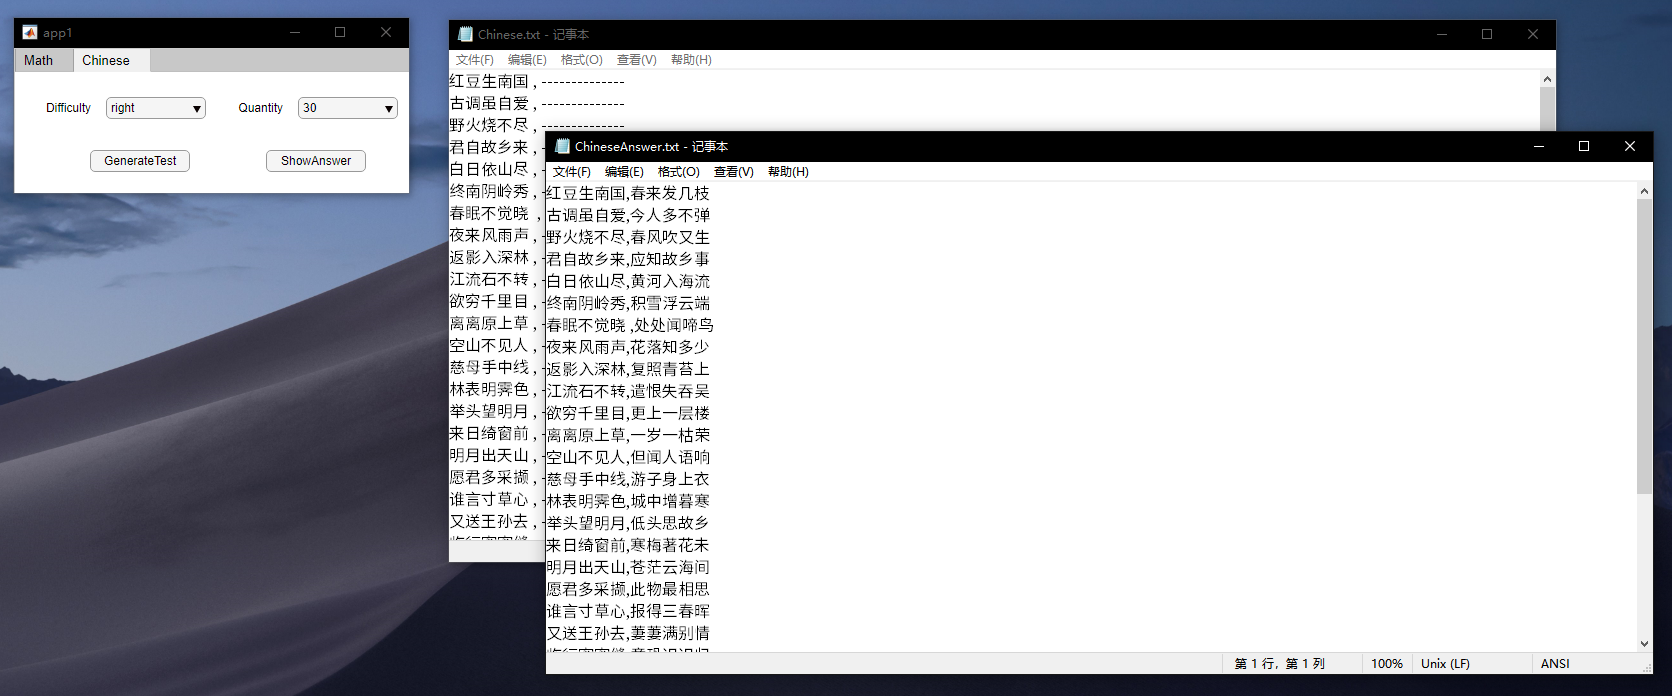 app1
Math Chinese
Difficulty right Quantity 30
GenerateTest ShowAnswer
Chinese.txt - 记事本
文件(F) 编辑(E) 格式(O) 查看(V) 帮助(H)
红豆生南国 , --------------
古调虽自爱 , --------------
野火烧不尽 , --------------
君自故乡来 , -
白日依山尽 , -
终南阴岭秀 , -
春眠不觉晓 , -
夜来风雨声 , -
返影入深林 , -
江流石不转 , -
欲穷千里目 , -
离离原上草 , -
空山不见人 , -
慈母手中线 , -
林表明霁色 , -
举头望明月 , -
来日绮窗前 , -
明月出天山 , -
愿君多采撷 , -
谁言寸草心 , -
又送王孙去 , -
ChineseAnswer.txt - 记事本
文件(F) 编辑(E) 格式(O) 查看(V) 帮助(H)
红豆生南国,春来发几枝
古调虽自爱,今人多不弹
野火烧不尽,春风吹又生
君自故乡来,应知故乡事
白日依山尽,黄河入海流
终南阴岭秀,积雪浮云端
春眠不觉晓 ,处处闻啼鸟
夜来风雨声,花落知多少
返影入深林,复照青苔上
江流石不转,遣恨失吞吴
欲穷千里目,更上一层楼
离离原上草,一岁一枯荣
空山不见人,但闻人语响
慈母手中线,游子身上衣
林表明霁色,城中增暮寒
举头望明月,低头思故乡
来日绮窗前,寒梅著花未
明月出天山,苍茫云海间
愿君多采撷,此物最相思
谁言寸草心,报得三春晖
又送王孙去,萋萋满别情
第 1 行，第 1 列 100% Unix (LF) ANSI